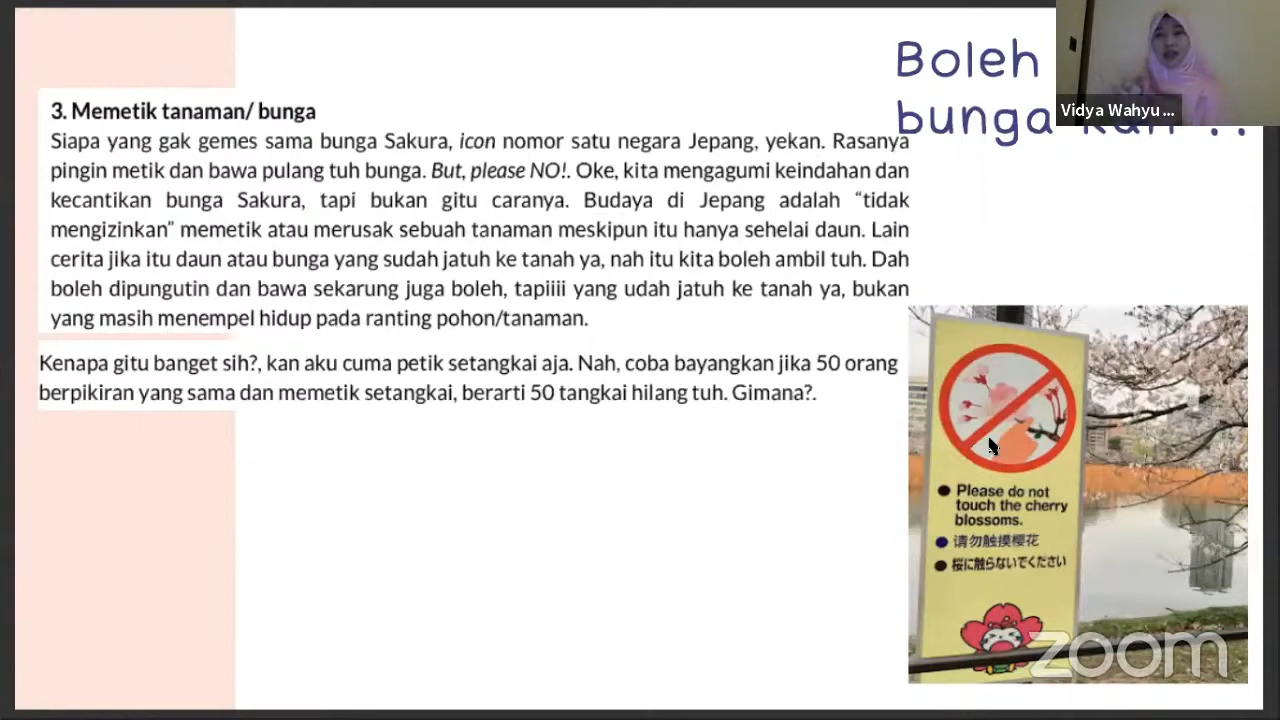 Boleh
bunga
Vidya Wahyu ...
3. Memetik tanaman/ bunga
Siapa yang gak gemes sama bunga Sakura, icon nomor satu negara Jepang, yekan. Rasanya
pingin metik dan bawa pulang tuh bunga. But, please NO!. Oke, kita mengagumi keindahan dan
kecantikan bunga Sakura, tapi bukan gitu caranya. Budaya di Jepang adalah “tidak
mengizinkan” memetik atau merusak sebuah tanaman meskipun itu hanya sehelai daun. Lain
cerita jika itu daun atau bunga yang sudah jatuh ke tanah ya, nah itu kita boleh ambil tuh. Dah
boleh dipungutin dan bawa sekarung juga boleh, tapiiii yang udah jatuh ke tanah ya, bukan
yang masih menempel hidup pada ranting pohon/tanaman.
Kenapa gitu banget sih?, kan aku cuma petik setangkai aja. Nah, coba bayangkan jika 50 orang
berpikiran yang sama dan memetik setangkai, berarti 50 tangkai hilang tuh. Gimana?.
Please do not
touch the cherry
blossoms.
请勿触摸樱花
桜に触らないでください
zoom